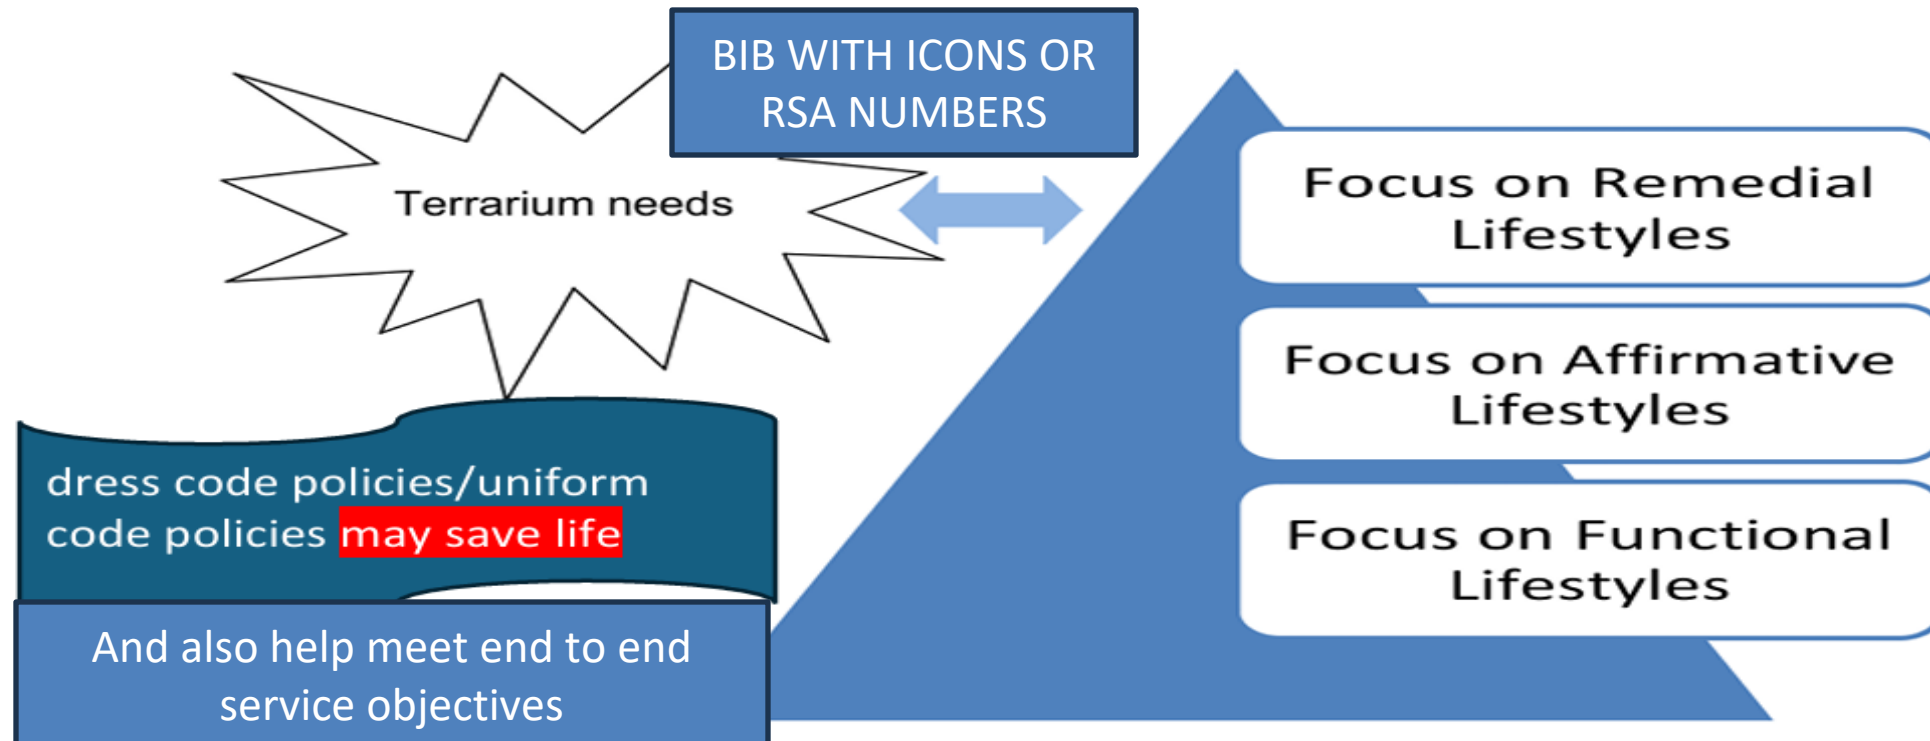 BIB WITH ICONS OR
RSA NUMBERS
Terrarium needs
Focus on Remedial
Lifestyles
Focus on Affirmative
Lifestyles
Focus on Functional
Lifestyles
dress code policies/uniform
code policies may save life
And also help meet end to end
service objectives